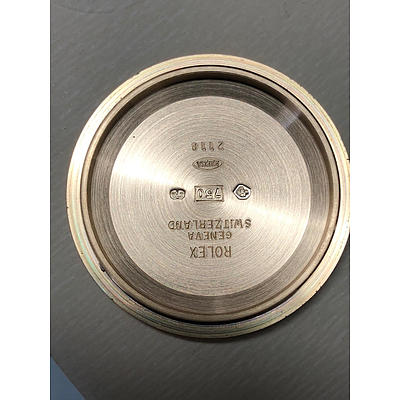 ROLEX
GENEVA
SWITZERLAND
750
2118